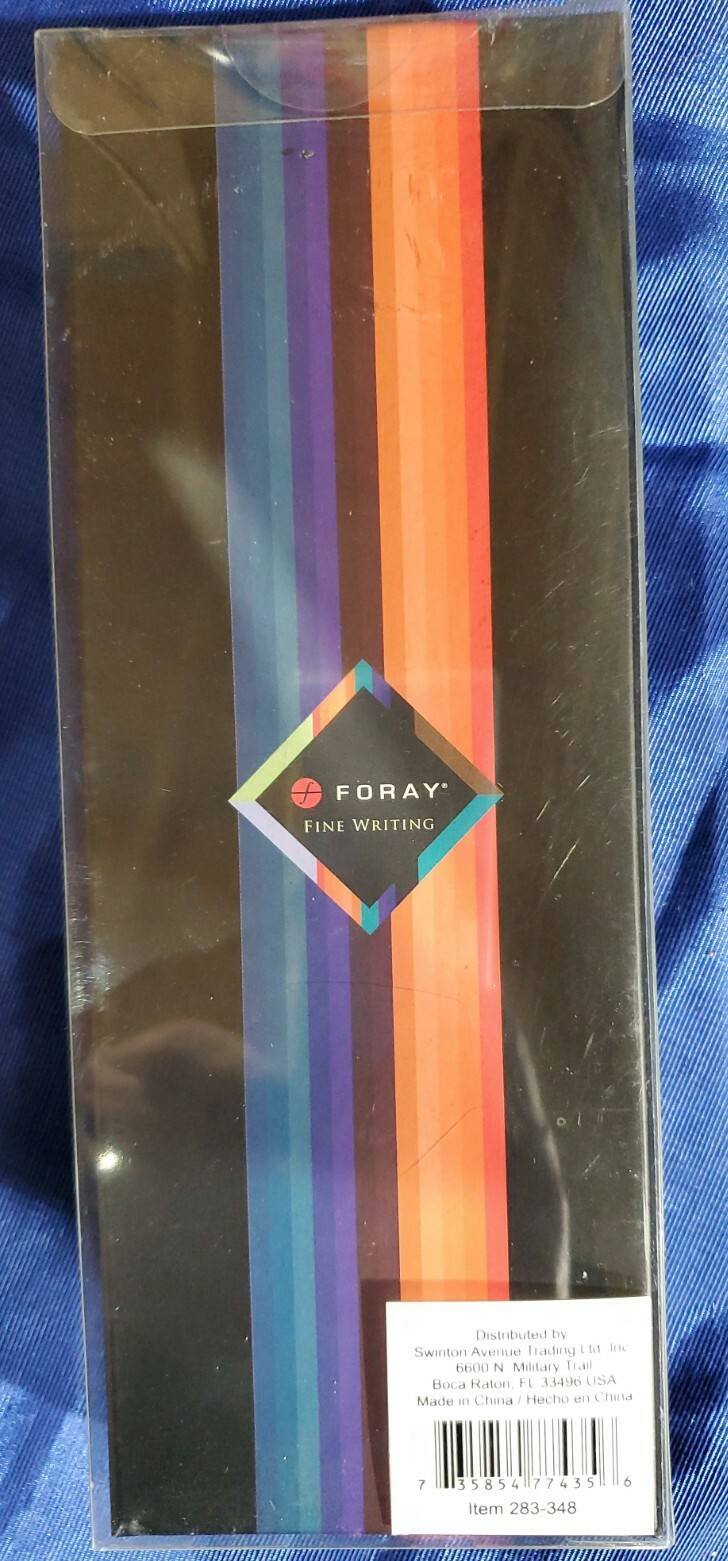 f FORAY®
FINE WRITING
Distributed by
Swinton Avenue Trading Ltd. Inc
6600 N. Military Trail
Boca Raton, FL 33496 USA
Made in China / Hecho en China
7 35854 77435 6
Item 283-348